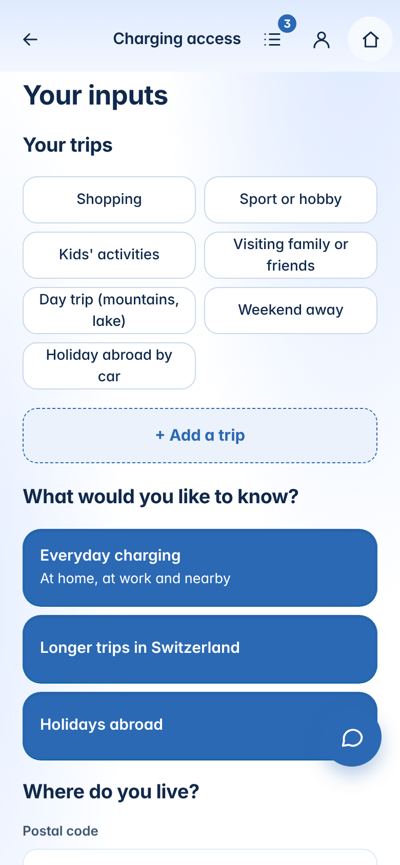 Charging access
3
Your inputs
Your trips
Shopping
Sport or hobby
Kids' activities
Visiting family or
friends
Day trip (mountains,
lake)
Weekend away
Holiday abroad by
car
+ Add a trip
What would you like to know?
Everyday charging
At home, at work and nearby
Longer trips in Switzerland
Holidays abroad
Where do you live?
Postal code